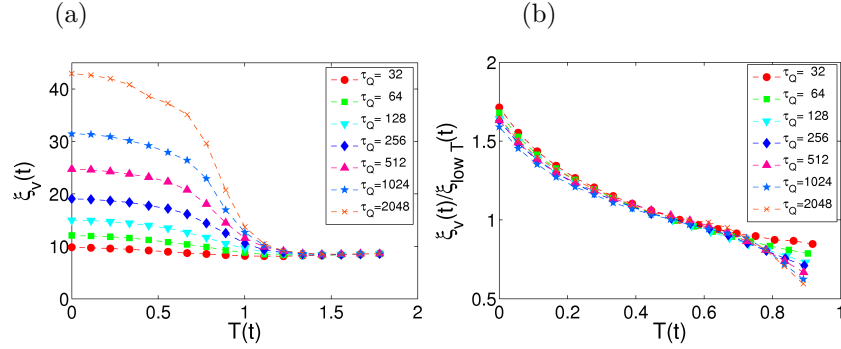 (a)
(b)
ξv(t)
50
40
30
20
10
0
0
0.5
1
1.5
2
T(t)
τQ= 32
τQ= 64
τQ= 128
τQ= 256
τQ= 512
τQ=1024
τQ=2048
ξv(t)/ξlow T(t)
2
1.5
1
0.5
0
0.2
0.4
0.6
0.8
1
T(t)
τQ= 32
τQ= 64
τQ= 128
τQ= 256
τQ= 512
τQ=1024
τQ=2048